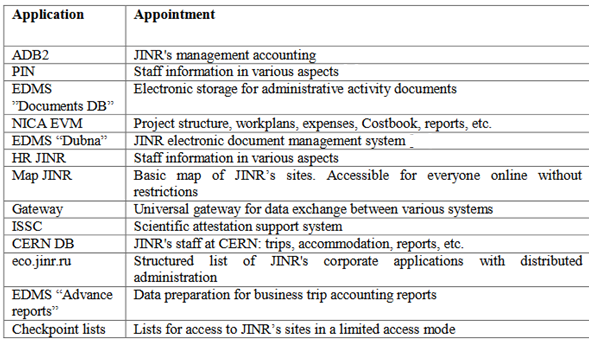 Application Appointment
ADB2 JINR's management accounting
PIN Staff information in various aspects
EDMS Electronic storage for administrative activity documents
”Documents DB”
NICA EVM Project structure, workplans, expenses, Costbook, reports, etc.
EDMS “Dubna” JINR electronic document management system
HR JINR Staff information in various aspects
Map JINR Basic map of JINR’s sites. Accessible for everyone online without
restrictions
Gateway Universal gateway for data exchange between various systems
ISSC Scientific attestation support system
CERN DB JINR's staff at CERN: trips, accommodation, reports, etc.
eco.jinr.ru Structured list of JINR's corporate applications with distributed
administration
EDMS “Advance Data preparation for business trip accounting reports
reports”
Checkpoint lists Lists for access to JINR’s sites in a limited access mode